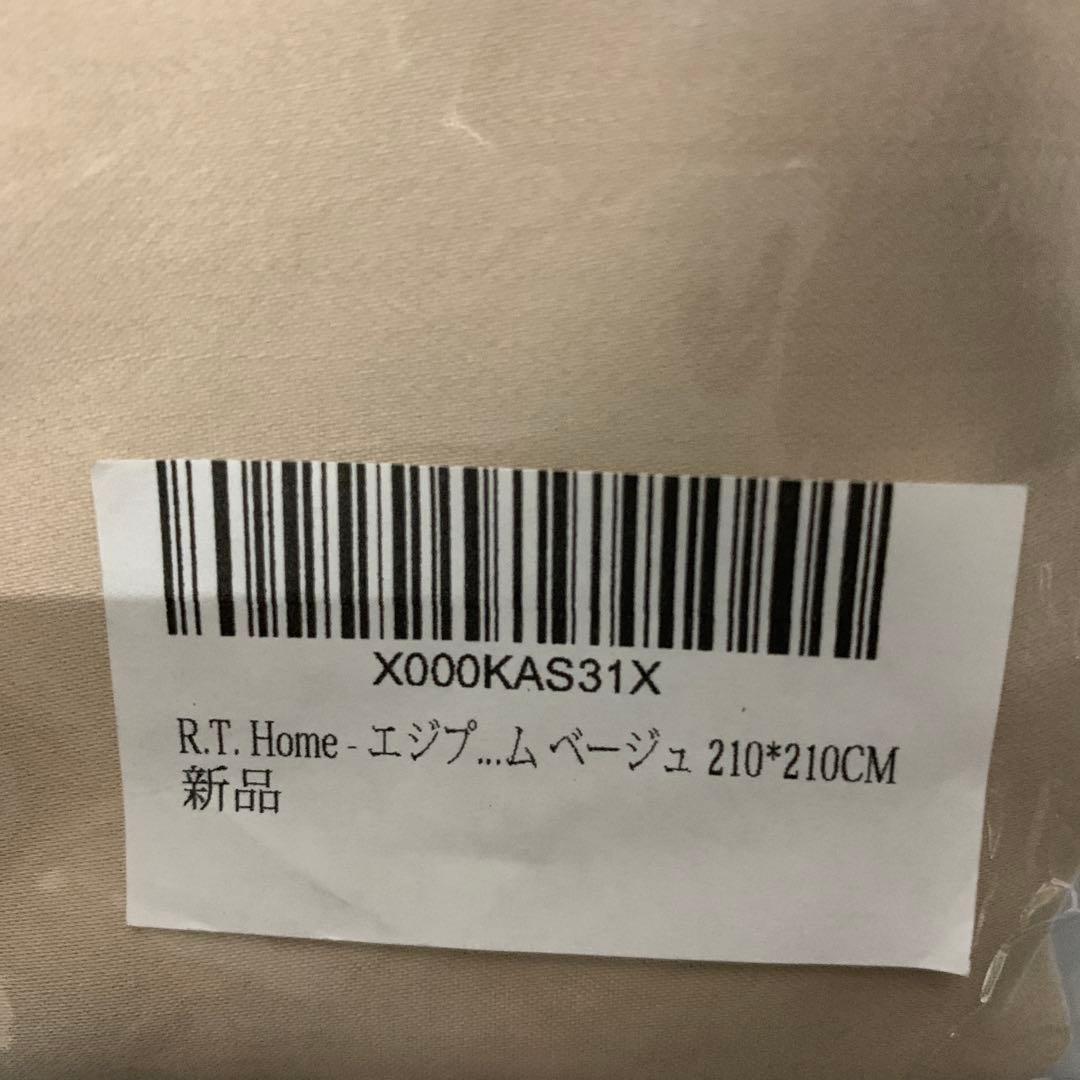 X000KAS31X
R.T. Home - エジプ...ム ベージュ 210*210CM
新品